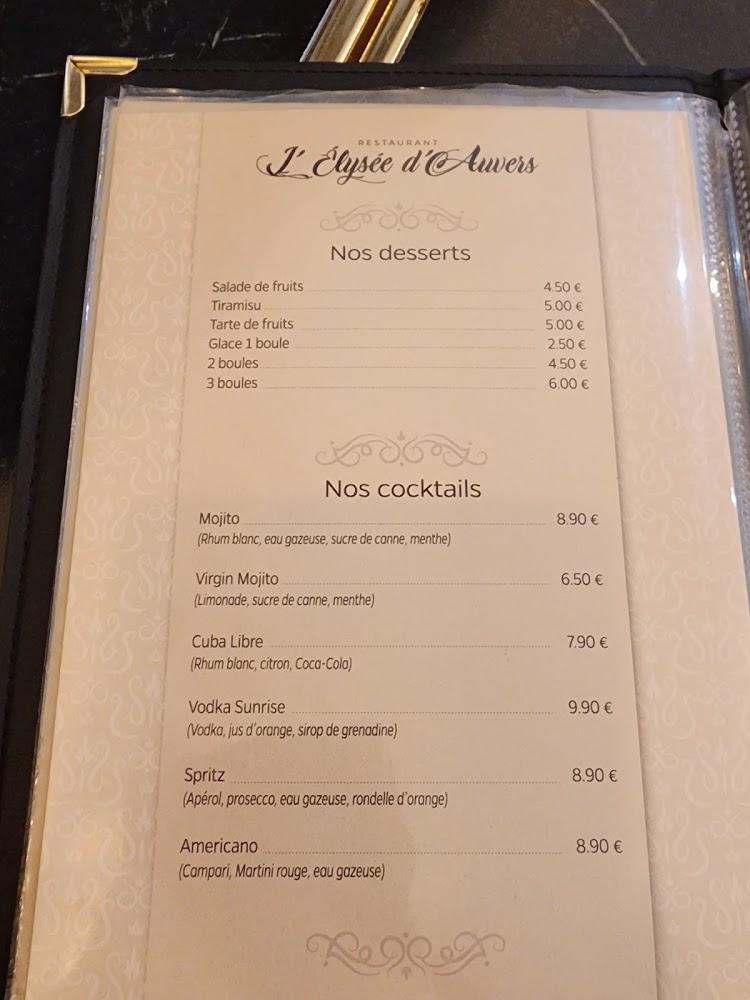 RESTAURANT
L'Élysée d'Auvers
Nos desserts
Salade de fruits 4.50 €
Tiramisu 5.00 €
Tarte de fruits 5.00 €
Glace 1 boule 2.50 €
2 boules 4.50 €
3 boules 6.00 €
Nos cocktails
Mojito 8.90 €
(Rhum blanc, eau gazeuse, sucre de canne, menthe)
Virgin Mojito 6.50 €
(Limonade, sucre de canne, menthe)
Cuba Libre 7.90 €
(Rhum blanc, citron, Coca-Cola)
Vodka Sunrise 9.90 €
(Vodka, jus d'orange, sirop de grenadine)
Spritz 8.90 €
(Apérol, prosecco, eau gazeuse, rondelle d'orange)
Americano 8.90 €
(Campari, Martini rouge, eau gazeuse)